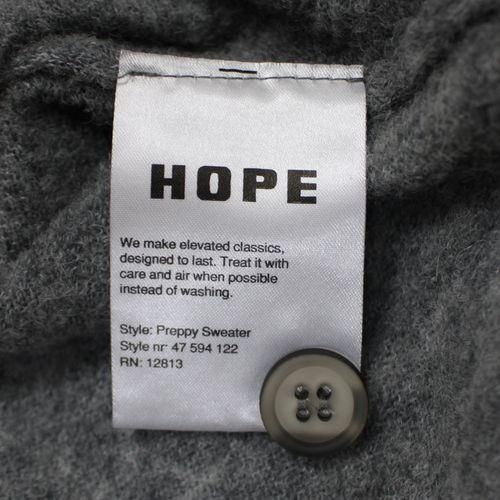 HOPE
We make elevated classics,
designed to last. Treat it with
care and air when possible
instead of washing.
Style: Preppy Sweater
Style nr: 47 594 122
RN: 12813